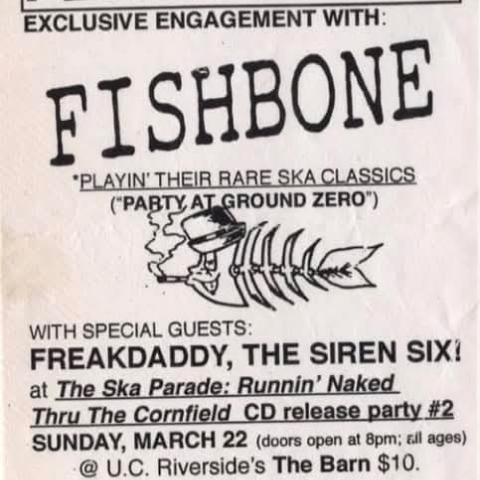 EXCLUSIVE ENGAGEMENT WITH:
FISHBONE
*PLAYIN' THEIR RARE SKA CLASSICS
("PARTY AT GROUND ZERO")
WITH SPECIAL GUESTS:
FREAKDADDY, THE SIREN SIX!
at The Ska Parade: Runnin' Naked
Thru The Cornfield CD release party #2
SUNDAY, MARCH 22 (doors open at 8pm; all ages)
@ U.C. Riverside's The Barn $10.